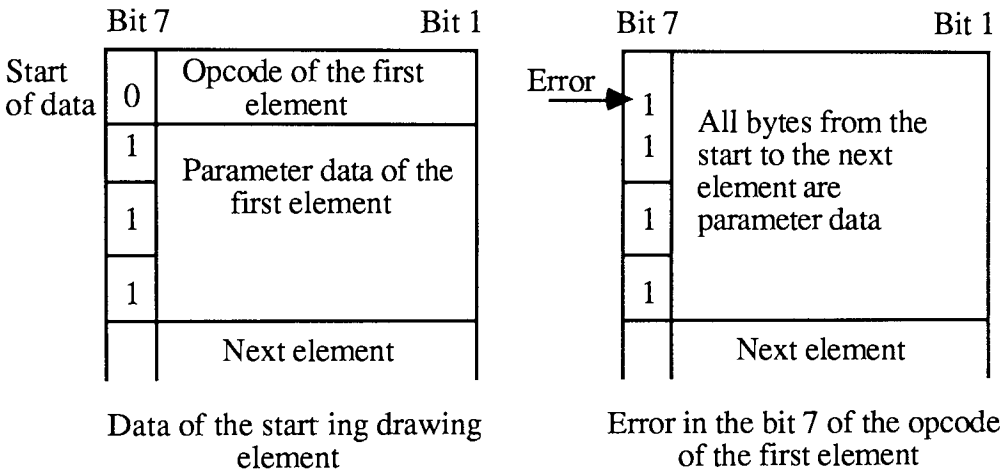 Bit 7 Bit 1
Start of data
0
Opcode of the first
element
1
Parameter data of the
first element
1
1
Next element
Data of the start ing drawing
element
Bit 7 Bit 1
Error
1
1
All bytes from the
start to the next
element are
parameter data
1
1
Next element
Error in the bit 7 of the opcode
of the first element